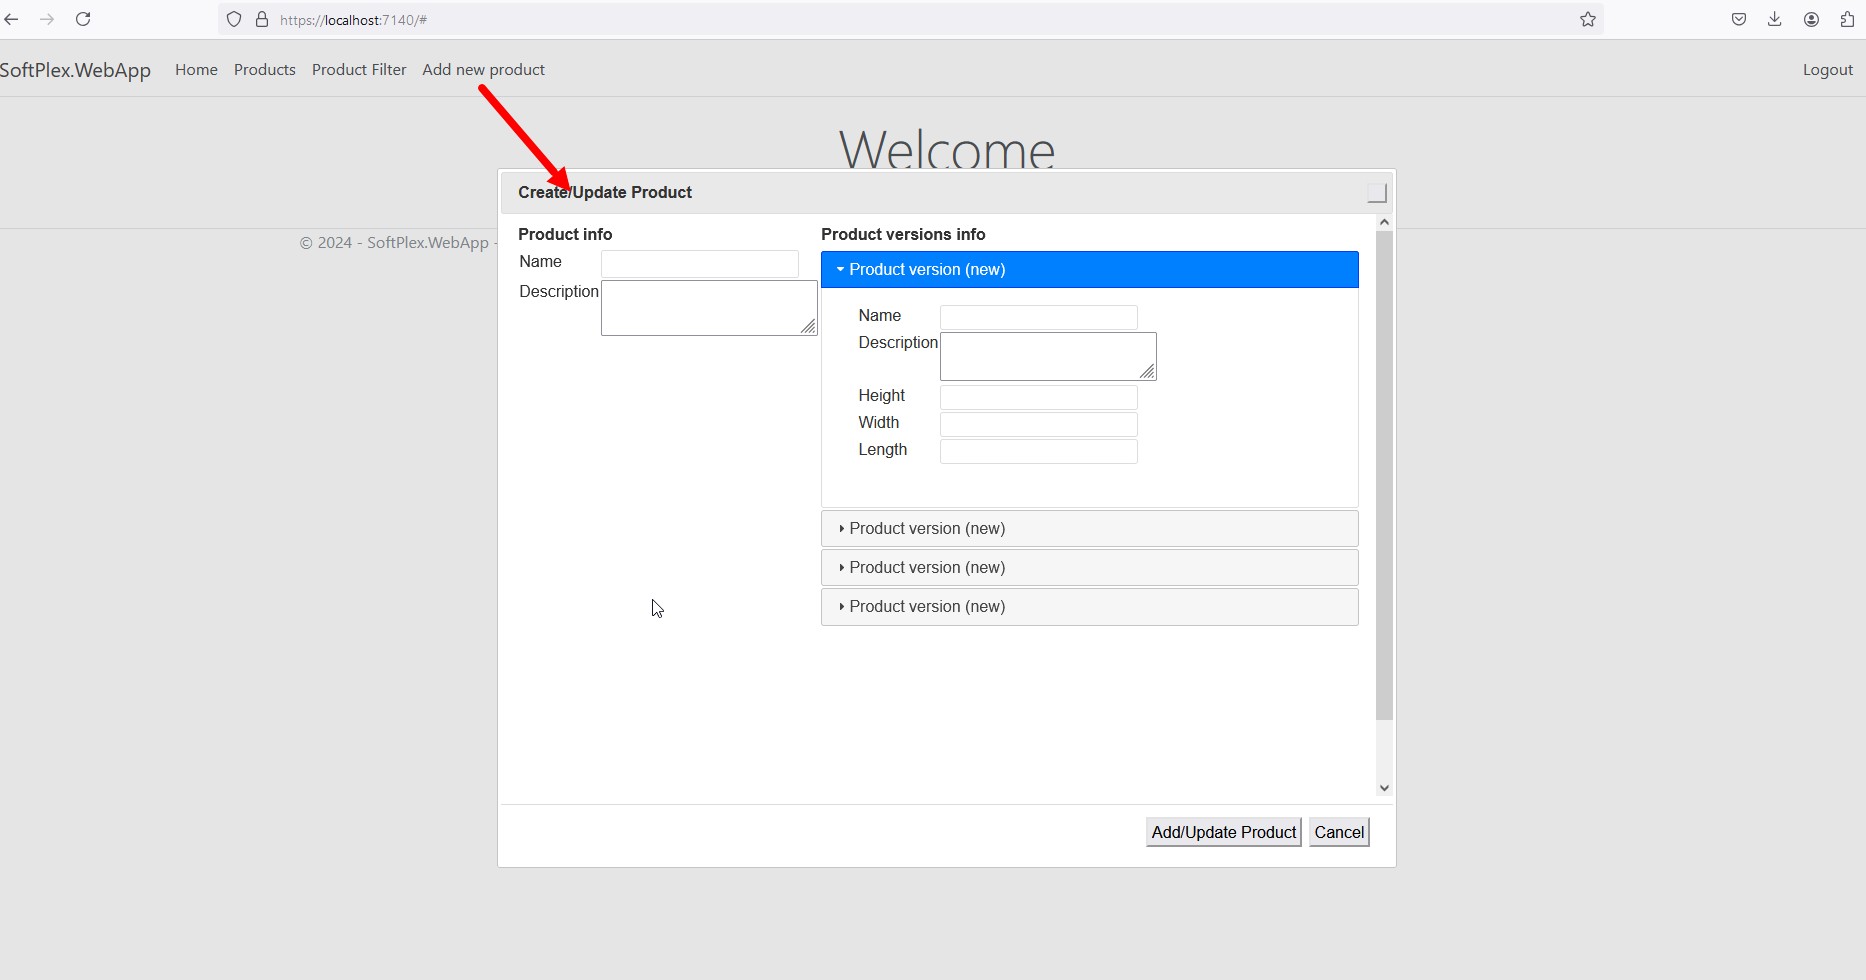 https://localhost:7140/#
SoftPlex.WebApp Home Products Product Filter Add new product Logout
Welcome
Create/Update Product
© 2024 - SoftPlex.WebApp -
Product info
Name
Description
Product versions info
Product version (new)
Name
Description
Height
Width
Length
Product version (new)
Product version (new)
Product version (new)
Add/Update Product Cancel